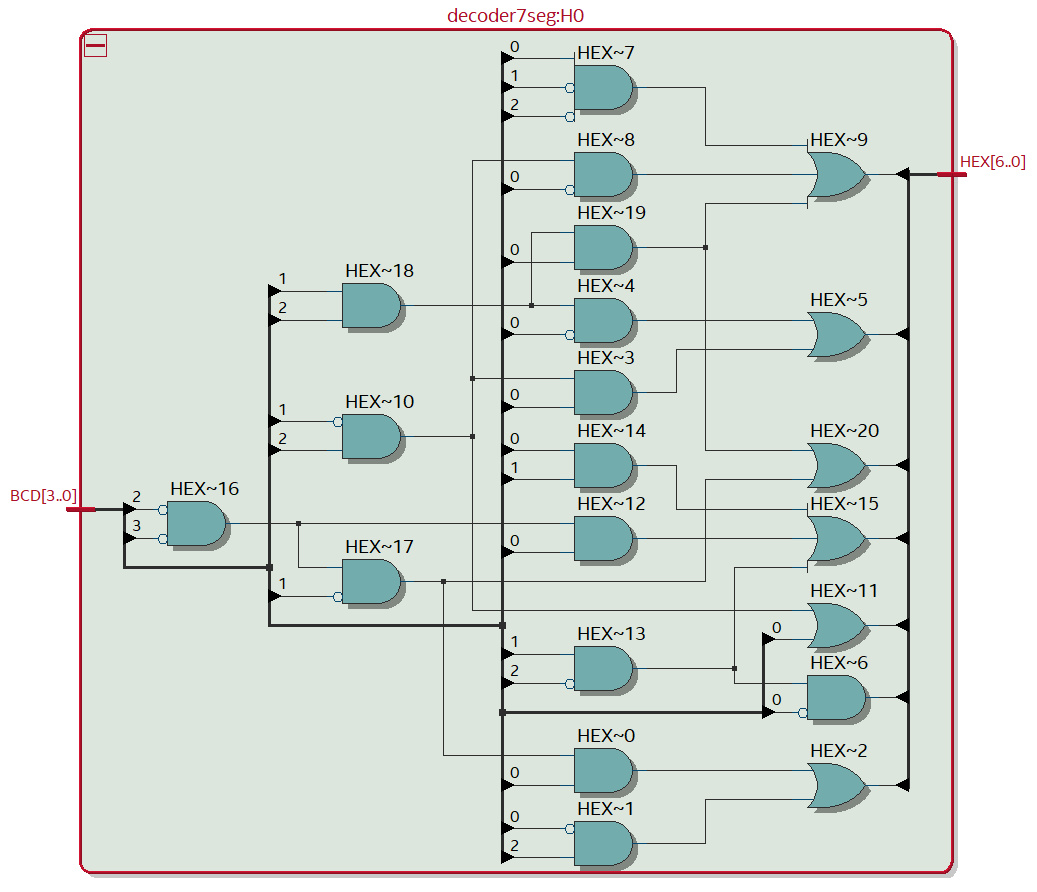 decoder7seg:H0
0
HEX~7
1
2
HEX~8
0
HEX~9
HEX[6..0]
HEX~19
0
HEX~18
1
2
HEX~4
0
HEX~5
HEX~3
0
HEX~10
1
2
HEX~14
0
1
HEX~20
BCD[3..0]
HEX~16
2
3
HEX~12
0
HEX~15
HEX~17
1
HEX~11
0
HEX~13
1
2
HEX~6
0
HEX~0
0
HEX~2
HEX~1
0
2